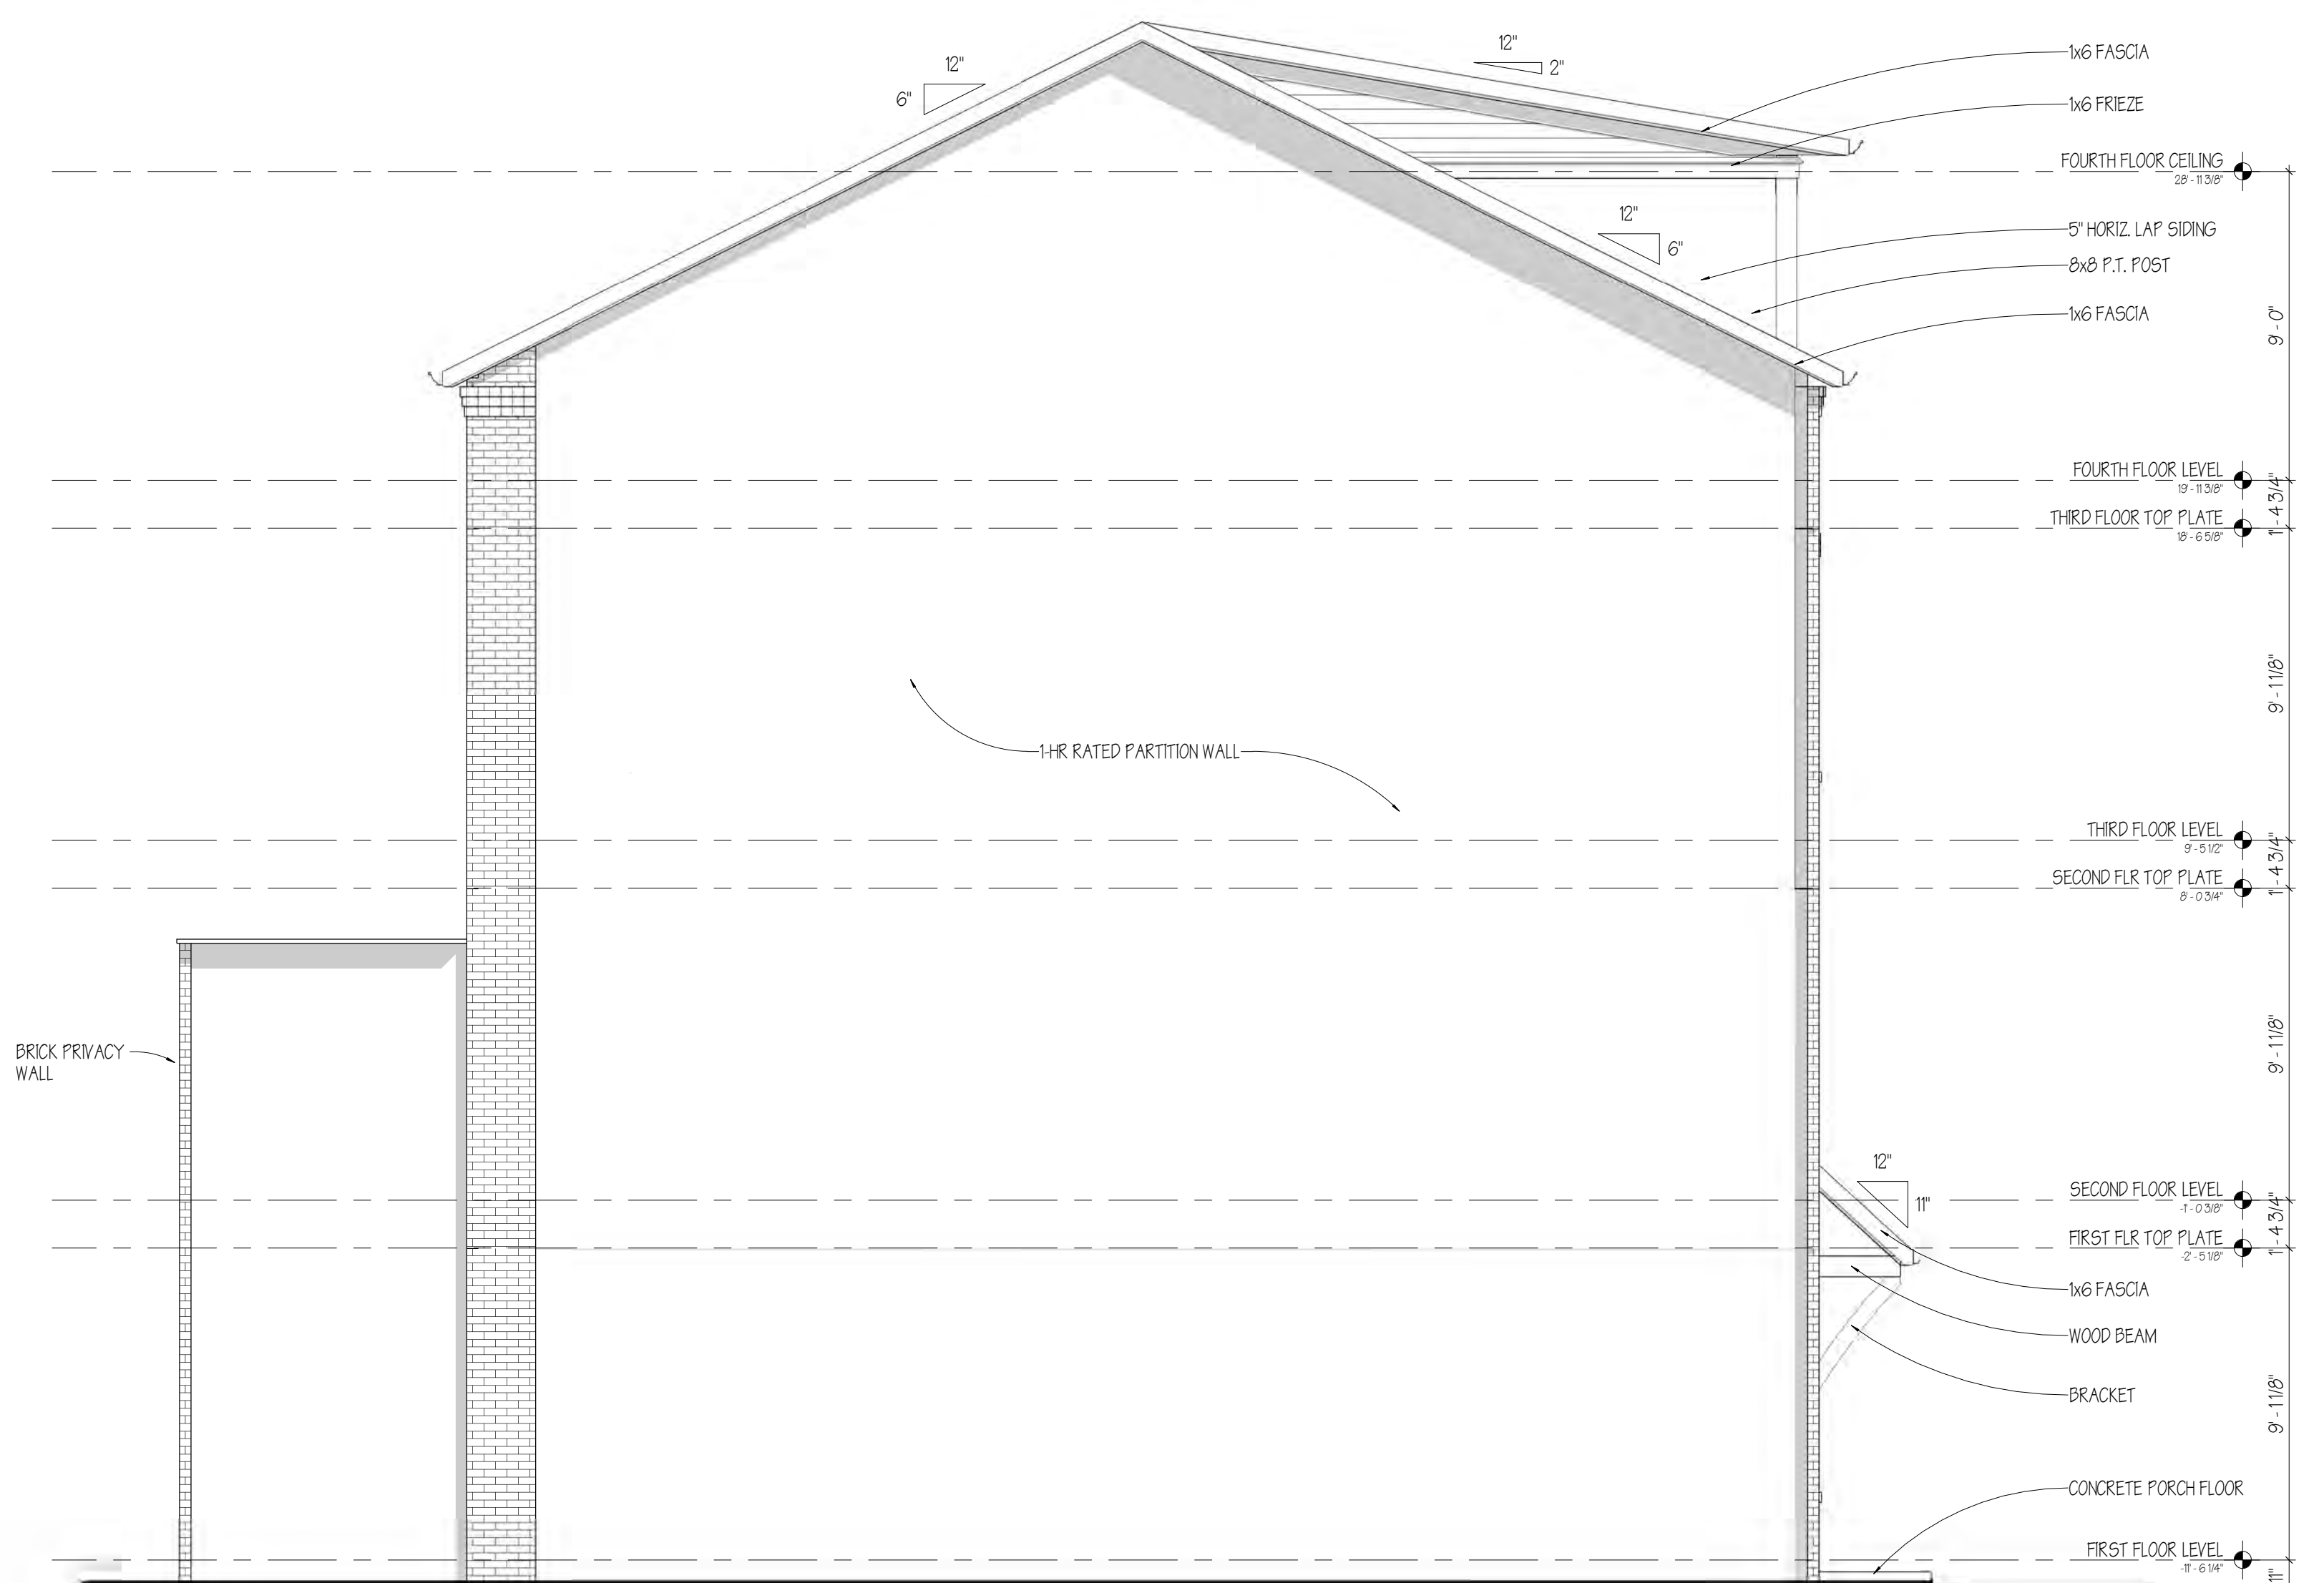 12"
6"
12"
2"
1x6 FASCIA
1x6 FRIEZE
FOURTH FLOOR CEILING
28' - 11 3/8"
12"
6"
5" HORIZ. LAP SIDING
8x8 P.T. POST
1x6 FASCIA
9' - 0"
FOURTH FLOOR LEVEL
19' - 11 3/8"
1' - 4 3/4"
THIRD FLOOR TOP PLATE
18' - 6 5/8"
9' - 1 1/8"
1-HR RATED PARTITION WALL
THIRD FLOOR LEVEL
9' - 5 1/2"
1' - 4 3/4"
SECOND FLR TOP PLATE
8' - 0 3/4"
BRICK PRIVACY
WALL
9' - 1 1/8"
12"
11"
SECOND FLOOR LEVEL
-1' - 0 3/8"
1' - 4 3/4"
FIRST FLR TOP PLATE
-2' - 5 1/8"
1x6 FASCIA
WOOD BEAM
BRACKET
9' - 1 1/8"
CONCRETE PORCH FLOOR
FIRST FLOOR LEVEL
-11' - 6 1/4"
11"